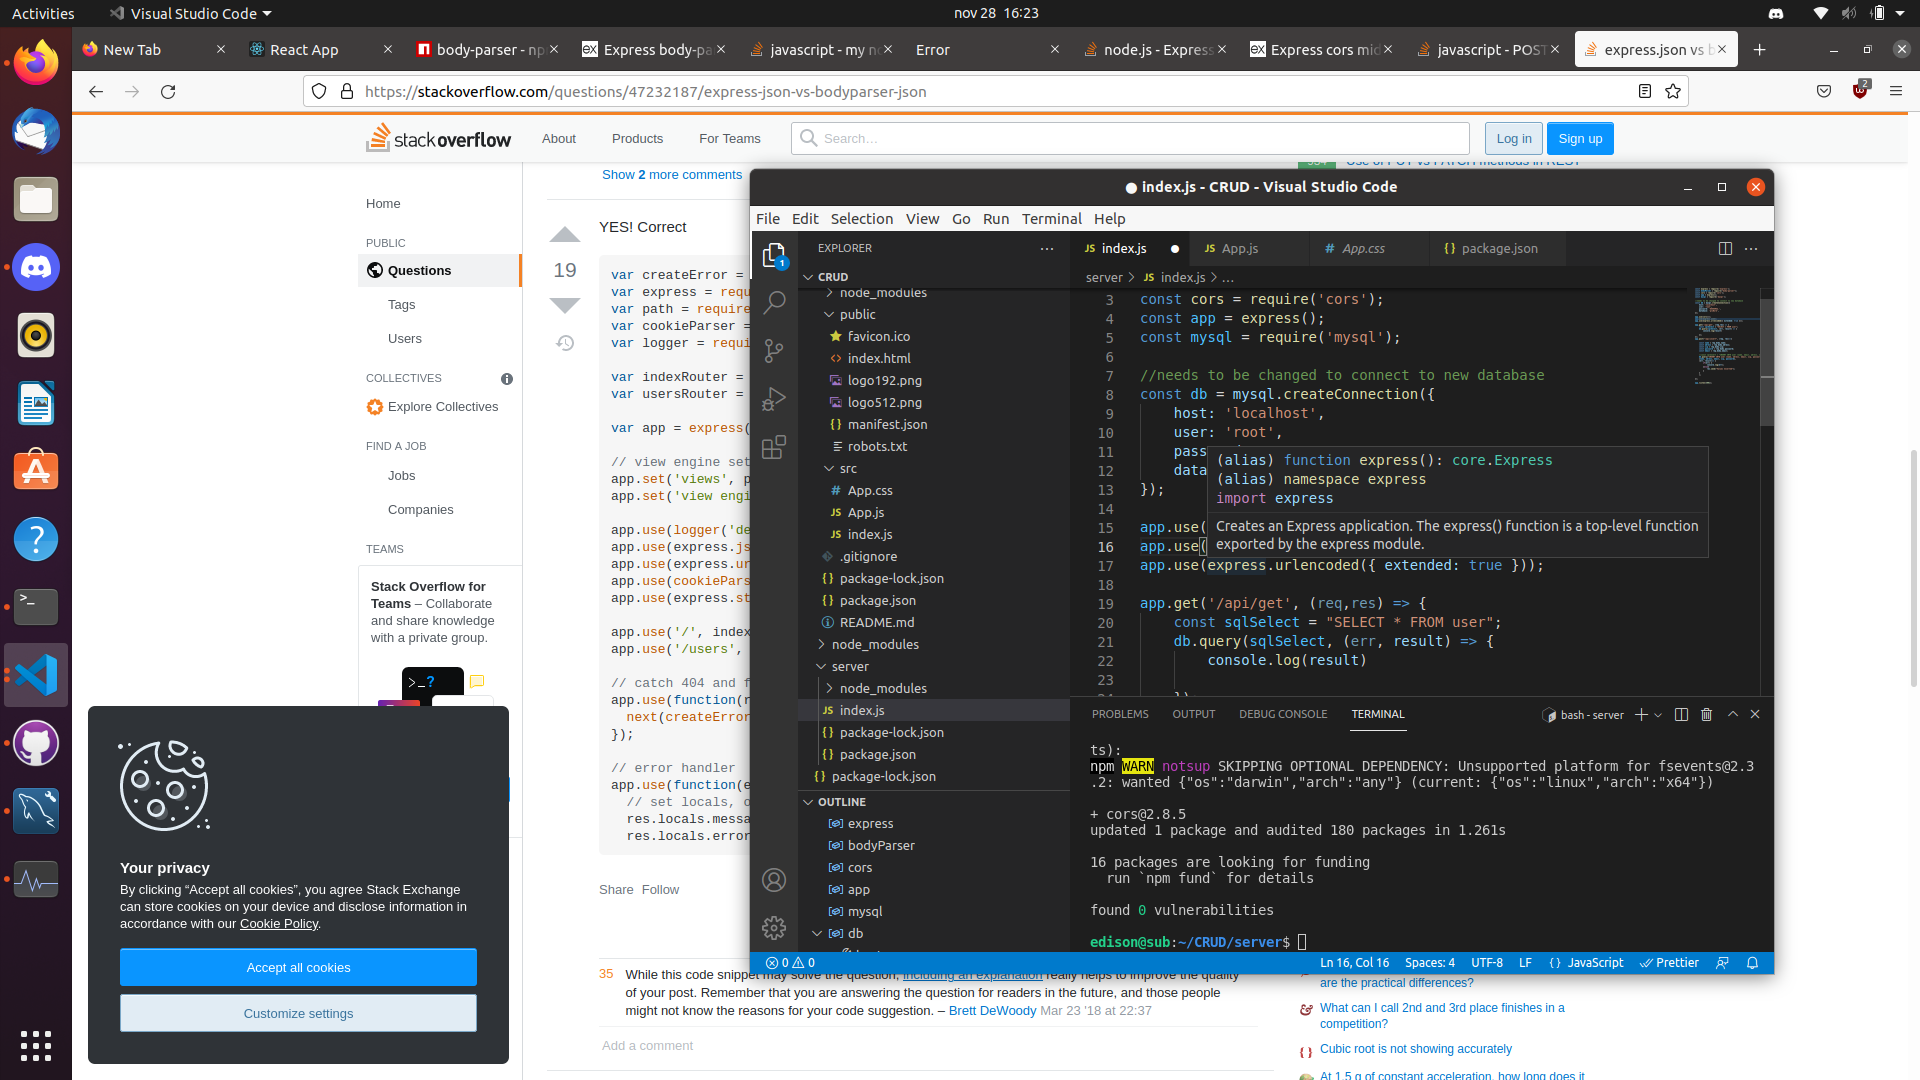 Activities
Visual Studio Code
nov 28 16:23
New Tab
React App
body-parser - np
Express body-pa
javascript - my no
Error
node.js - Express
Express cors mid
javascript - POST
express.json vs b
https://stackoverflow.com/questions/47232187/express-json-vs-bodyparser-json
2
stackoverflow
About
Products
For Teams
Search…
Log in
Sign up
Home
PUBLIC
Questions
Tags
Users
COLLECTIVES
Explore Collectives
FIND A JOB
Jobs
Companies
TEAMS
Stack Overflow for
Teams – Collaborate
and share knowledge
with a private group.
Show 2 more comments
19
YES! Correct
var createError =
var express = requ
var path = require
var cookieParser =
var logger = requi
var indexRouter =
var usersRouter =
var app = express(
// view engine set
app.set('views', p
app.set('view engi
app.use(logger('de
app.use(express.js
app.use(express.ur
app.use(cookiePars
app.use(express.st
app.use('/', index
app.use('/users',
// catch 404 and f
app.use(function(r
next(createError
});
// error handler
app.use(function(e
// set locals, o
res.locals.messa
res.locals.error
Share Follow
35
While this code snippet may solve the question, including an explanation really helps to improve the quality
of your post. Remember that you are answering the question for readers in the future, and those people
might not know the reasons for your code suggestion. – Brett DeWoody Mar 23 '18 at 22:37
Add a comment
Use of PUT vs PATCH methods in REST
are the practical differences?
What can I call 2nd and 3rd place finishes in a
competition?
Cubic root is not showing accurately
At 1.5 g of constant acceleration, how long does it
Your privacy
By clicking “Accept all cookies”, you agree Stack Exchange
can store cookies on your device and disclose information in
accordance with our Cookie Policy.
Accept all cookies
Customize settings
● index.js - CRUD - Visual Studio Code
File Edit Selection View Go Run Terminal Help
1
EXPLORER
CRUD
node_modules
public
favicon.ico
index.html
logo192.png
logo512.png
manifest.json
robots.txt
src
App.css
App.js
index.js
.gitignore
package-lock.json
package.json
README.md
node_modules
server
node_modules
index.js
package-lock.json
package.json
package-lock.json
OUTLINE
express
bodyParser
cors
app
mysql
db
JS index.js
JS App.js
# App.css
{} package.json
server > JS index.js > …
3 const cors = require('cors');
4 const app = express();
5 const mysql = require('mysql');
6
7 //needs to be changed to connect to new database
8 const db = mysql.createConnection({
9 host: 'localhost',
10 user: 'root',
11 pass
12 data
13 });
14
15 app.use(
16 app.use(
17 app.use(express.urlencoded({ extended: true }));
18
19 app.get('/api/get', (req,res) => {
20 const sqlSelect = "SELECT * FROM user";
21 db.query(sqlSelect, (err, result) => {
22 console.log(result)
23
(alias) function express(): core.Express
(alias) namespace express
import express
Creates an Express application. The express() function is a top-level function
exported by the express module.
PROBLEMS
OUTPUT
DEBUG CONSOLE
TERMINAL
bash - server
ts):
npm WARN notsup SKIPPING OPTIONAL DEPENDENCY: Unsupported platform for fsevents@2.3
.2: wanted {"os":"darwin","arch":"any"} (current: {"os":"linux","arch":"x64"})
+ cors@2.8.5
updated 1 package and audited 180 packages in 1.261s
16 packages are looking for funding
run `npm fund` for details
found 0 vulnerabilities
edison@sub:~/CRUD/server$
0 0
Ln 16, Col 16
Spaces: 4
UTF-8
LF
{} JavaScript
Prettier